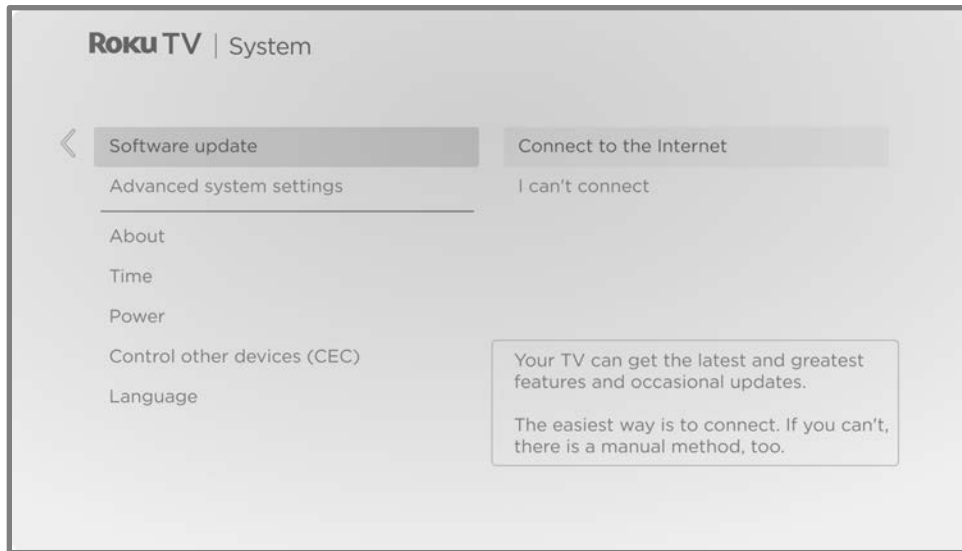 Roku TV | System
Software update
Advanced system settings
About
Time
Power
Control other devices (CEC)
Language
Connect to the Internet
I can't connect
Your TV can get the latest and greatest
features and occasional updates.
The easiest way is to connect. If you can't,
there is a manual method, too.